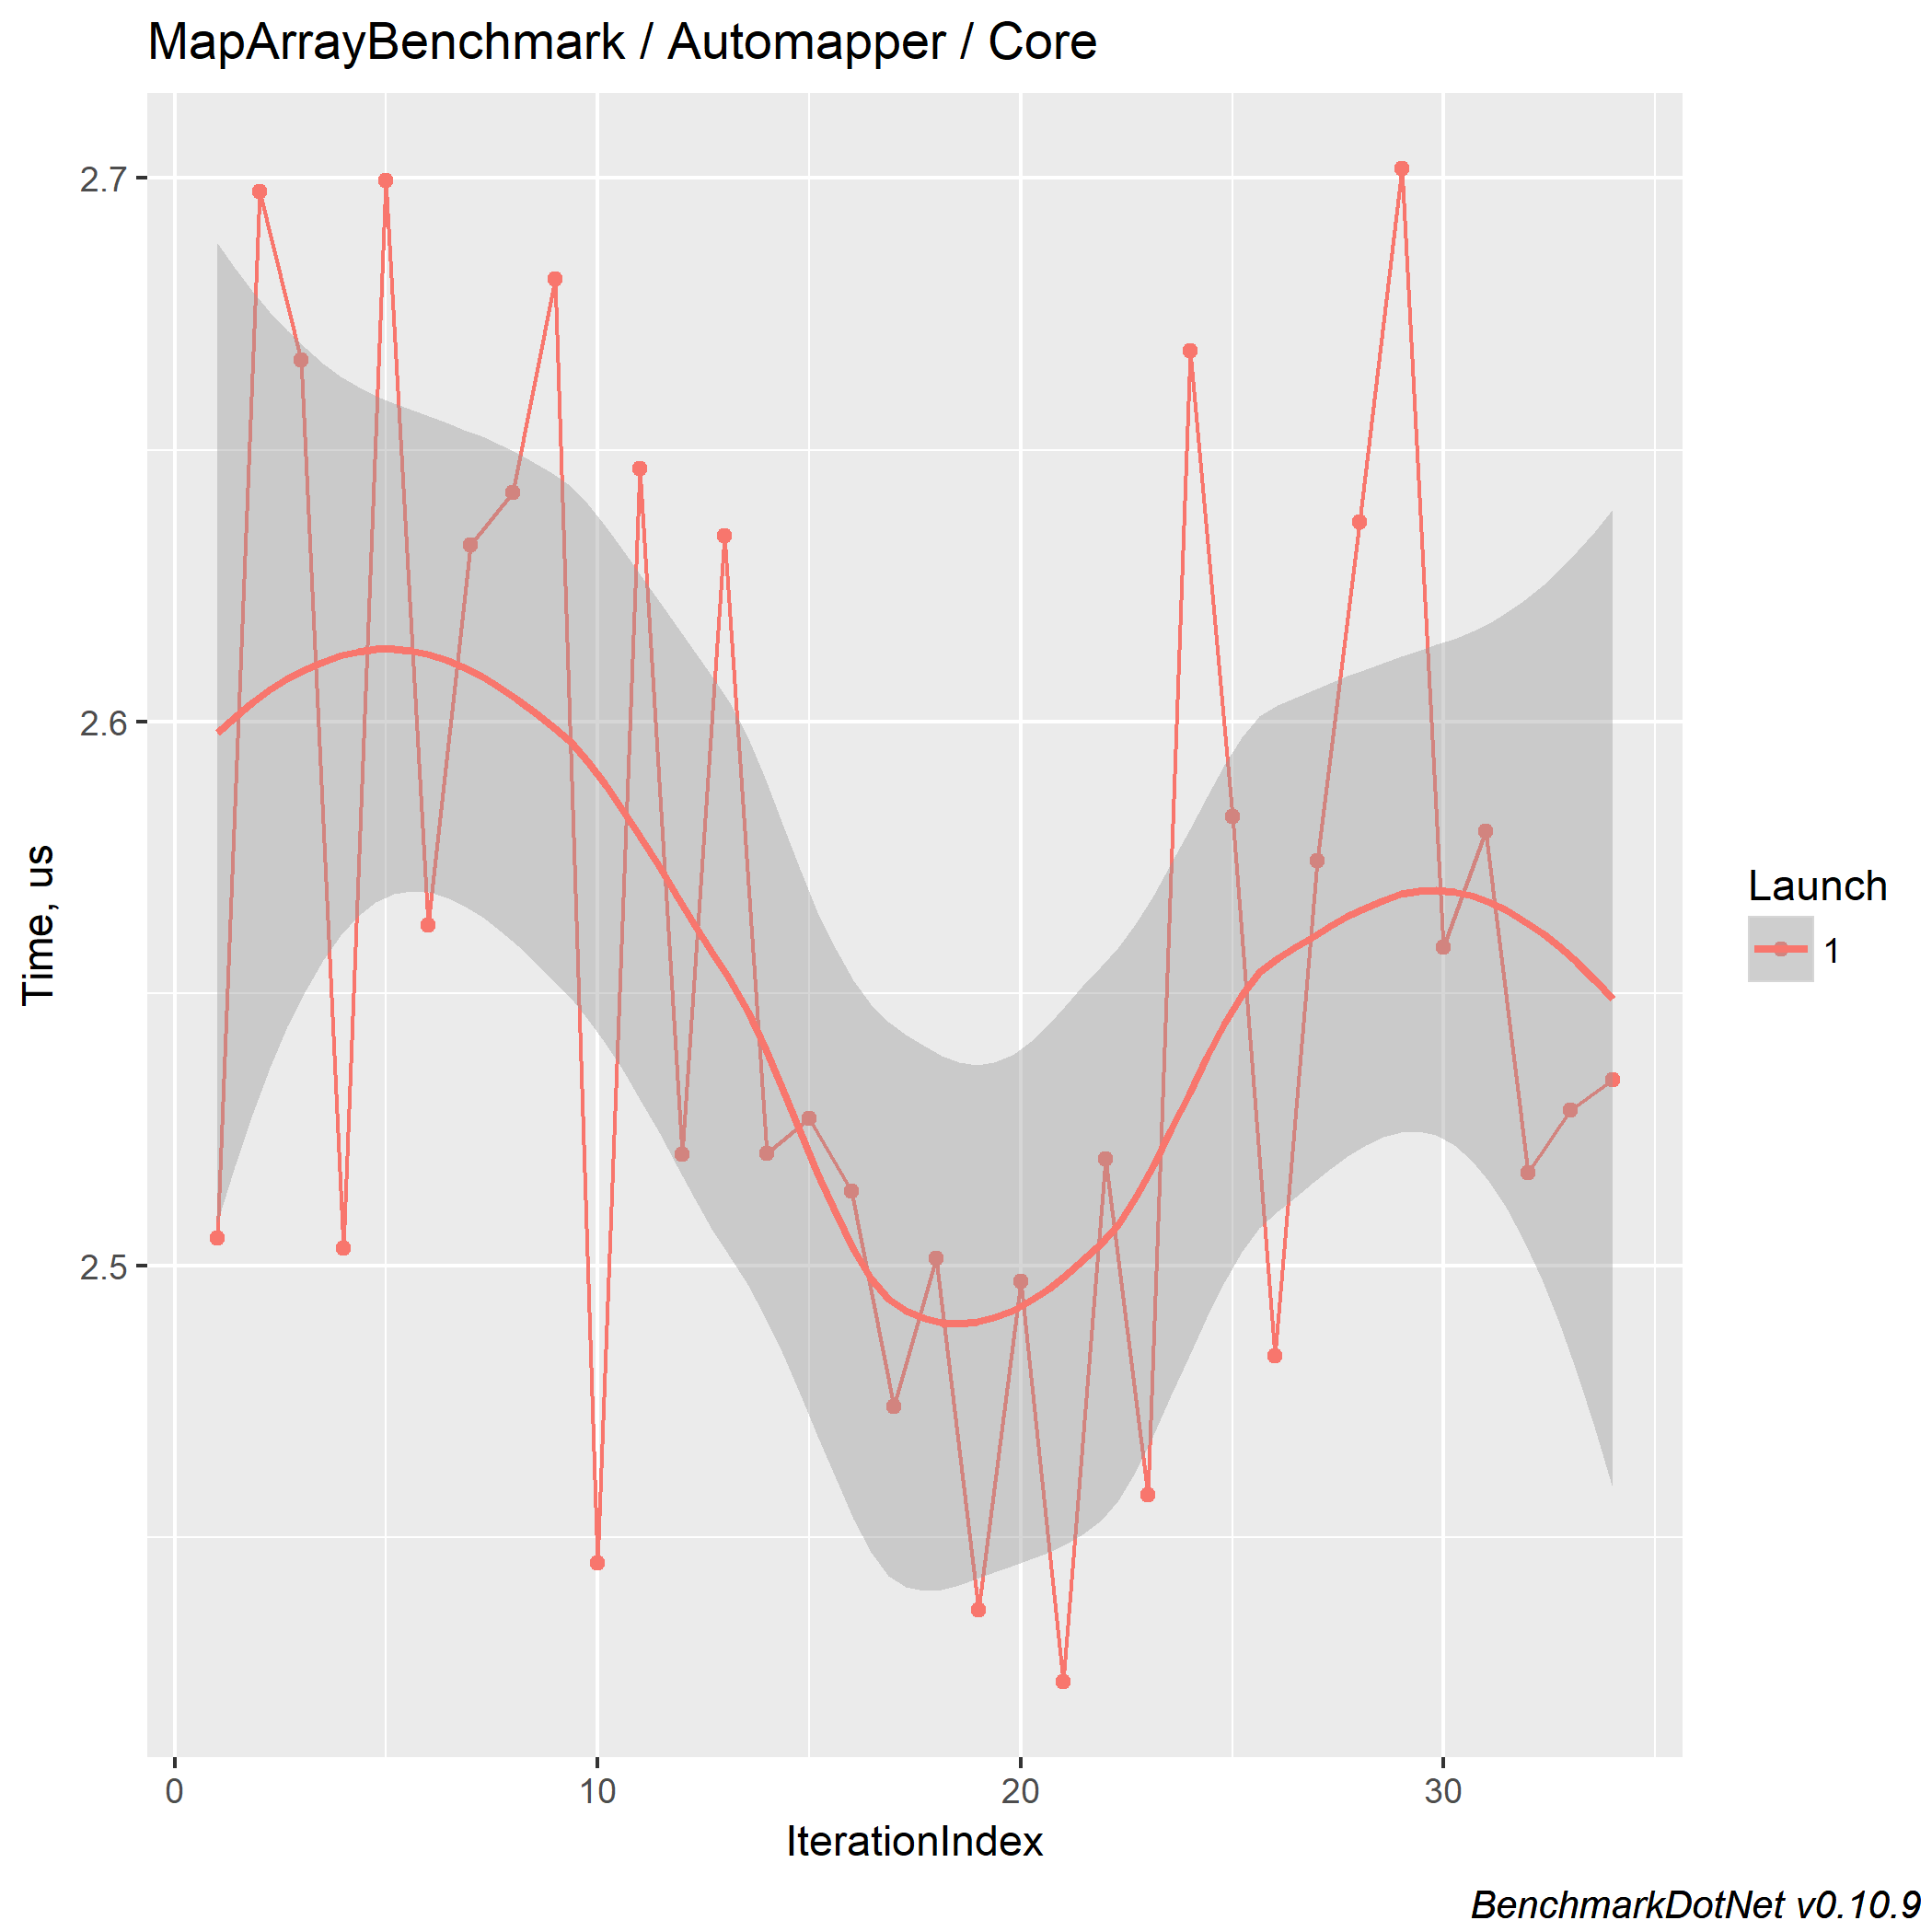 MapArrayBenchmark / Automapper / Core
2.7
2.6
2.5
Time, us
0 10 20 30
IterationIndex
Launch
1
BenchmarkDotNet v0.10.9